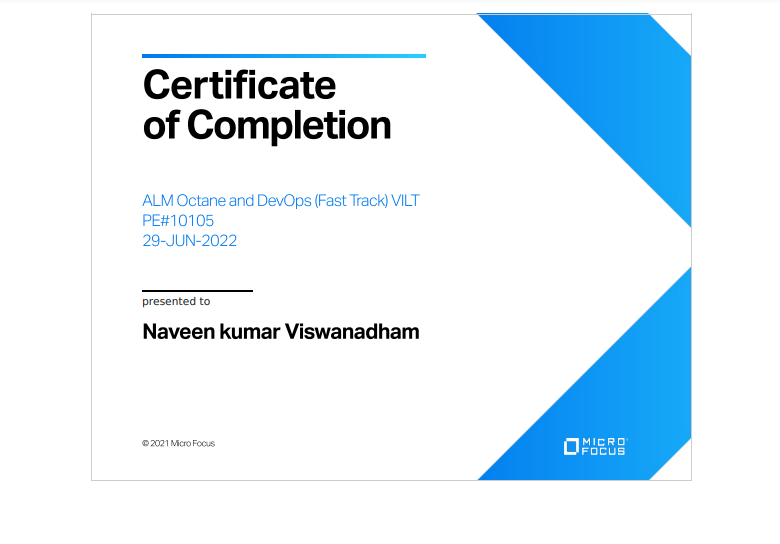 Certificate
of Completion
ALM Octane and DevOps (Fast Track) VILT
PE#10105
29-JUN-2022
presented to
Naveen kumar Viswanadham
© 2021 Micro Focus
MICRO
FOCUS